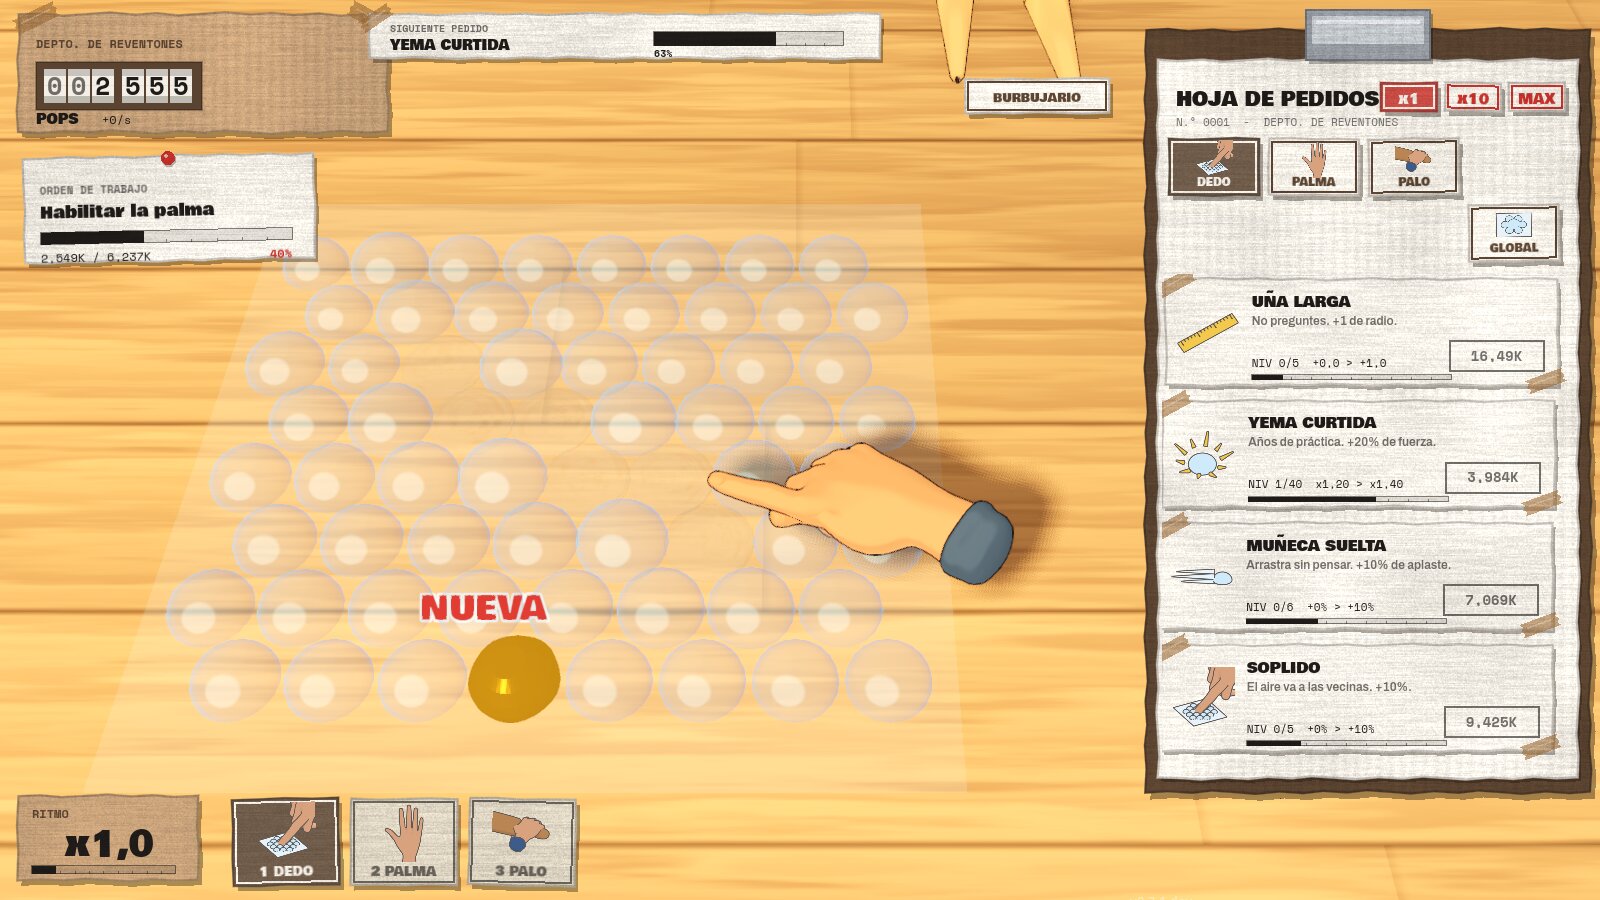 DEPTO. DE REVENTONES
002555
POPS +0/s
SIGUIENTE PEDIDO
YEMA CURTIDA
63%
BURBUJARIO
ORDEN DE TRABAJO
Habilitar la palma
2,549K / 6,237K
40%
HOJA DE PEDIDOS
x1
x10
MAX
N.° 0001 - DEPTO. DE REVENTONES
DEDO
PALMA
PALO
GLOBAL
UÑA LARGA
No preguntes. +1 de radio.
NIV 0/5 +0,0 > +1,0
16,49K
YEMA CURTIDA
Años de práctica. +20% de fuerza.
NIV 1/40 x1,20 > x1,40
3,984K
MUÑECA SUELTA
Arrastra sin pensar. +10% de aplaste.
NIV 0/6 +0% > +10%
7,069K
SOPLIDO
El aire va a las vecinas. +10%.
NIV 0/5 +0% > +10%
9,425K
NUEVA
RITMO
x1,0
1 DEDO
2 PALMA
3 PALO